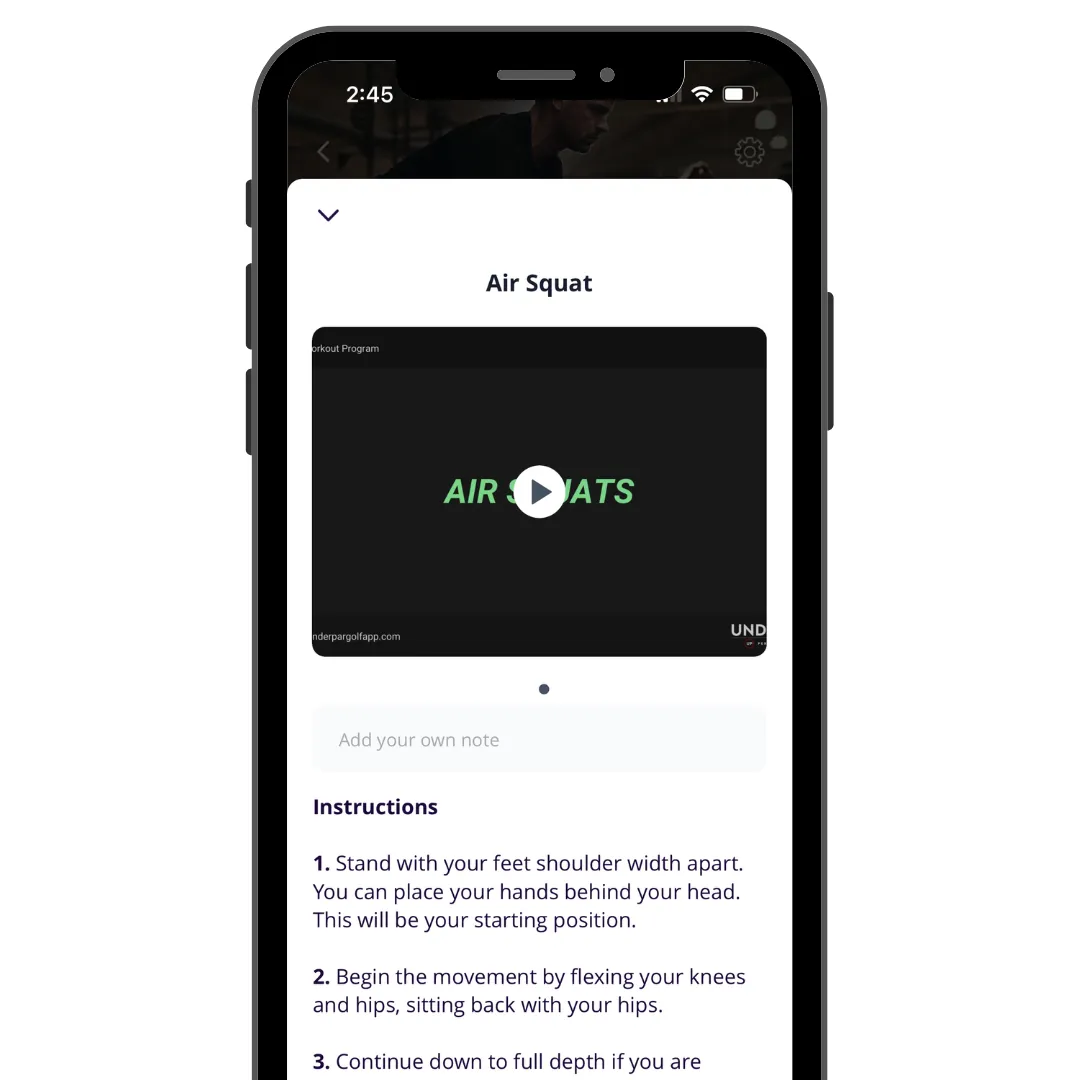 2:45
Air Squat
orkout Program
AIR S UATS
nderpargolfapp.com
UND
UP
Add your own note
Instructions
1. Stand with your feet shoulder width apart.
You can place your hands behind your head.
This will be your starting position.
2. Begin the movement by flexing your knees
and hips, sitting back with your hips.
3. Continue down to full depth if you are